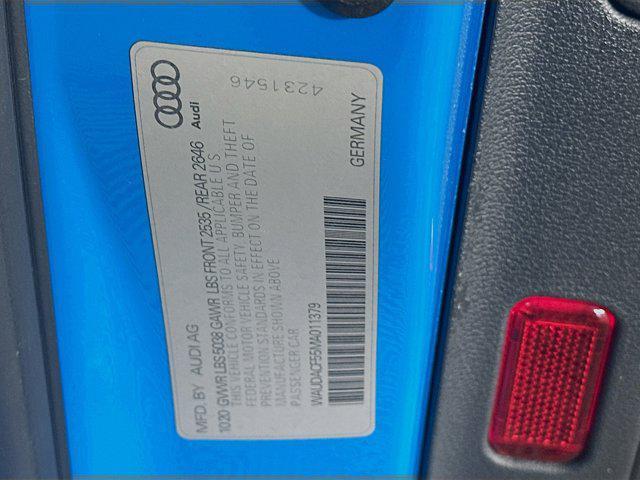 MFD. BY AUDI AG
10.20 GVWR LBS 5038 GAWR LBS FRONT 2535 / REAR 2646
THIS VEHICLE CONFORMS TO ALL APPLICABLE U S
FEDERAL MOTOR VEHICLE SAFETY, BUMPER AND THEFT
PREVENTION STANDARDS IN EFFECT ON THE DATE OF
MANUFACTURE SHOWN ABOVE
PASSENGER CAR
WAUDACF55MA011379
Audi
4231546
GERMANY